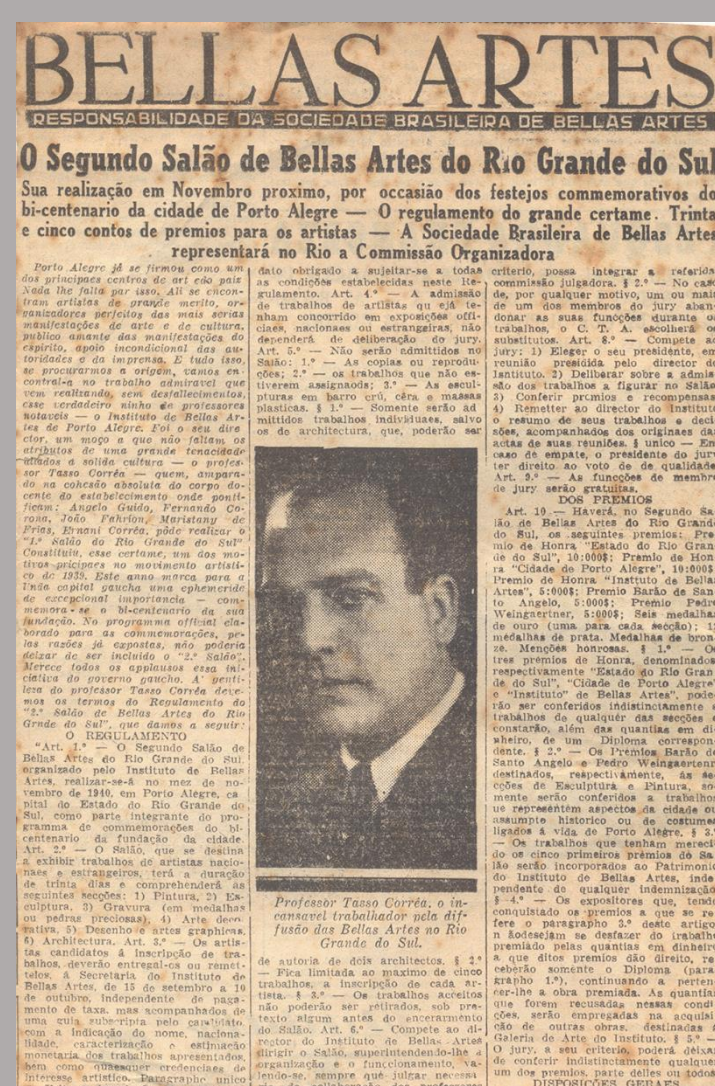 BELLAS ARTES
RESPONSABILIDADE DA SOCIEDADE BRASILEIRA DE BELLAS ARTES
O Segundo Salão de Bellas Artes do Rio Grande do Sul
Sua realização em Novembro proximo, por occasião dos festejos commemorativos do
bi-centenario da cidade de Porto Alegre — O regulamento do grande certame. Trinta
e cinco contos de premios para os artistas — A Sociedade Brasileira de Bellas Artes
representará no Rio a Commissão Organizadora
Porto Alegre já se firmou como um
dos principaes centros de art edo paiz
Nada lhe falta par isso. Ali se encon-
tram artistas de grande merito, or-
ganizadores perfeitos das mais serias
manifestações de arte e de cultura,
publico amante das manifestações do
espirito, apoio incondicional das au-
toridades e da imprensa. E tudo isso,
se procurarmos a origem, vamos en-
contral-a no trabalho admiravel que
vem realizando, sem desfallecimentos,
esse verdadeiro ninho de professores
notaveis — o Instituto de Bellas Ar-
tes de Porto Alegre. Foi o seu dire
ctor, um moço a que não faltam os
atributos de uma grande tenacidade
alliados a solida cultura — o profes-
sor Tasso Corrêa — quem, ampara-
do na cohesão absoluta do corpo do-
cente do estabelecimento onde ponti-
ficam: Angelo Guido, Fernando Co-
rona, João Fahrion, Maristany de
Frias, Ernani Corrêa, pôde realizar o
"1.º Salão do Rio Grande do Sul"
Constituiu, esse certame, um dos mo-
tivos pricipaes no movimento artisti-
co de 1939. Este anno marca para a
linda capital gaucha uma ephemeride
de excepcional importancia — com-
memora-se o bi-centenario da sua
fundação. No programma official ela-
borado para as commemorações, pe-
las razões já expostas, não poderia
deixar de ser incluido o "2.º Salão".
Merece todos os applausos essa ini-
ciativa do governo gaucho. A' genti-
leza do professor Tasso Corrêa deve-
mos os termos do Regulamento do
"2.º Salão de Bellas Artes do Rio
Grnde do Sul", que damos a seguir:
O REGULAMENTO
"Art. 1.º — O Segundo Salão de
Bellas Artes do Rio Grande do Sul.
organizado pelo Instituto de Bellas
Artes, realizar-se-á no mez de no-
vembro de 1940, em Porto Alegre, ca
pital do Estado do Rio Grande do
Sul, como parte integrante do pro-
gramma de commemorações do bi-
centenario da fundação da cidade.
Art. 2.º — O Salão, que se destina
a exibir trabalhos de artistas nacio-
naes e estrangeiros, terá a duração
de trinta dias e comprehenderá as
seguintes secções: 1) Pintura, 2) Es-
culptura, 3) Gravura (em medalhas
ou pedras preciosas), 4) Arte deco
rativa, 5) Desenho e artes graphicas.
6) Architectura. Art. 3.º — Os artis-
tas candidatos á inscripção de tra-
balhos, deverão entregal-os ou remet-
telos, á Secretaria do Instituto de
Bellas Artes, de 15 de setembro a 10
de outubro, independente de paga-
mento de taxa, mas acompanhados de
uma guia subscripta pelo candidato,
com a indicação do nome, naciona-
lidade, caracterização e estimação
monetaria dos trabalhos apresentados,
bem como quaesquer credenciaes de
interesse artistico. Paragrapho unico
dato obrigado a sujeitar-se a todas
as condições estabelecidas neste Re-
gulamento. Art. 4.º — A admissão
de trabalhos de artistas qu ejá te-
nham concorrido em exposições offi-
ciaes, nacionaes ou estrangeiras, não
dependerá de deliberação do jury.
Art. 5.º — Não serão admittidos no
Salão: 1.º — As copias ou reprodu-
ções; 2.º — os trabalhos que não es-
tiverem assignaods; 3.º — As escul-
pturas em barro crú, cêra e massas
plasticas. § 1.º — Somente serão ad
mittidos trabalhos individuaes, salvo
os de architectura, que, poderão ser
Professor Tasso Corrêa, o in-
cansavel trabalhador pela dif-
fusão das Bellas Artes no Rio
Grande do Sul.
de autoria de dois architectos. § 2.º
— Fica limitada ao maximo de cinco
trabalhos, a inscripção de cada ar-
tista. § 3.º — Os trabalhos acceitos
não poderão ser retirados, sob pre-
texto algum antes do encerramento
do Salão. Art. 6.º — Compete ao di-
rector do Instituto de Bellas Artes
dirigir o Salão, superintendendo-lhe a
organização e o funccionamento, va-
lendo-se, sempre que julgar necessa-
criterio, possa integrar a referida
commissão julgadora. § 2.º — No caso
de, por qualquer motivo, um ou mais
de um dos membros do jury aban-
donar as suas funcções durante os
trabalhos, o C. T. A. escolherá os
substitutos. Art. 8.º — Compete ao
jury: 1) Eleger o seu presidente, em
reunião presidida pelo director do
Instituto. 2) Deliberar sobre a admis
são dos trabalhos a figurar no Salão
3) Conferir premios e recompensas
4) Remetter ao director do Instituto
o resumo de seus trabalhos e deci
sões, acompanhados dos originaes das
actas de suas reuniões. § unico — Em
caso de empate, o presidente do jury
ter direito ao voto de de qualidade
Art. 9.º — As funcções de membro
de jury serão gratuitas.
DOS PREMIOS
Art. 10 — Haverá, no Segundo Sa
lão de Bellas Artes do Rio Grande
do Sul, os seguintes premios: Pre
mio de Honra "Estado do Rio Gran
de do Sul", 10:000$; Premio de Hon
ra "Cidade de Porto Alegre", 10:000$
Premio de Honra "Insttuto de Bellas
Artes", 5:000$; Premio Barão de San
to Angelo, 5:000$; Premio Pedro
Weingaertner, 5:000$; Seis medalhas
de ouro (uma para cada secção); 1
medalhas de prata. Medalhas de bron
ze. Menções honrosas. § 1.º — Os
tres premios de Honra, denominados
respectivamente "Estado do Rio Gran
de do Sul", "Cidade de Porto Alegre"
e "Instituto" de Bellas Artes", pode
rão ser conferidos indistinctamente a
trabalhos de qualquér das secções e
constarão, além das quantias em di
nheiro, de um Diploma correspon
dente. § 2.º — Os Premios Barão de
Santo Angelo e Pedro Weingaertenr
destinados, respectivamente, ás se
cções de Esculptura e Pintura, so
mente serão conferidos a trabalhos
ue representem aspectos da cidade ou
assumpto historico ou de costumes
ligados á vida de Porto Alegre. § 3.º
— Os trabalhos que tenham mereci
do os cinco primeiros premios do Sa
lão serão incorporados ao Patrimonio
do Instituto de Bellas Artes, inde
pendente de qualquer indemnização
§ 4.º — Os expositores que, tendo
conquistado os premios a que se re
fere o paragrapho 3.º deste artigo
n ãodesejam se desfazer do trabalho
premiado pelas quantias em dinheiro
a que ditos premios dão direito, re
ceberão somente o Diploma (para
grapho 1.º), continuando a perten
cer-lhe a obra premiada. As quantias
que forem recusadas nessas condi
ções, serão empregadas na acquisi
ção de outras obras, destinadas á
Galeria de Arte do Instituto. § 5.º —
O jury, a seu criterio, poderá deixar
de conferir indistinctamente qualquer
um dos premios, parte delles ou todos
DISPOSIÇÕES GERAES